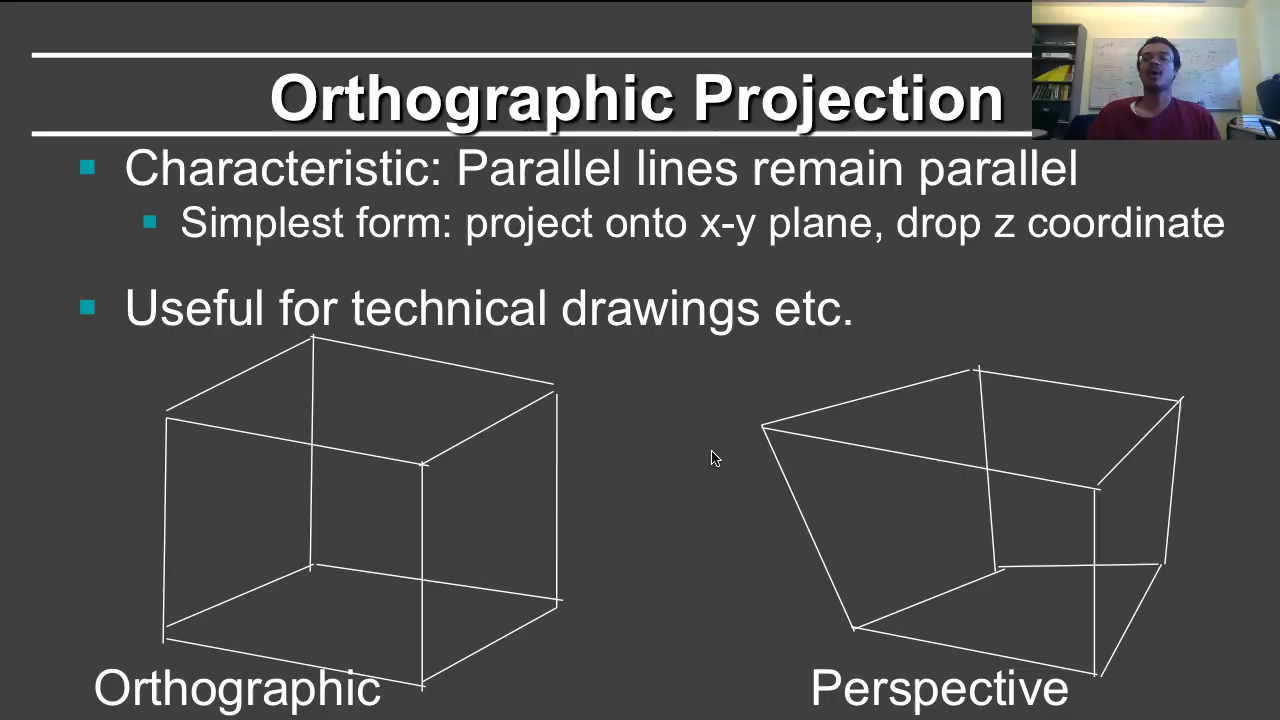 Orthographic Projection
Characteristic: Parallel lines remain parallel
Simplest form: project onto x-y plane, drop z coordinate
Useful for technical drawings etc.
Orthographic
Perspective